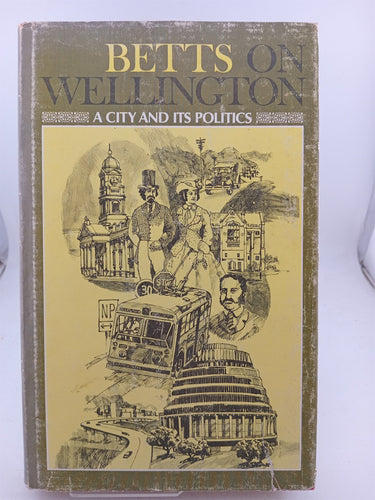 BETTS ON
WELLINGTON
A CITY AND ITS POLITICS
30
NP